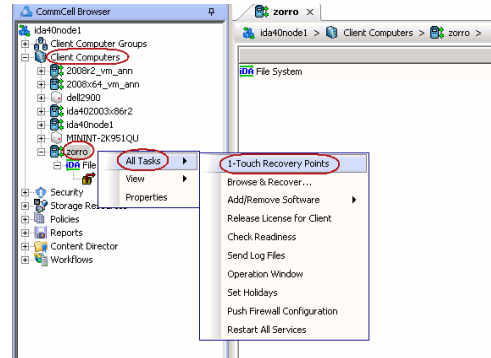 CommCell Browser
ida40node1
Client Computer Groups
Client Computers
2008r2_vm_ann
2008x64_vm_ann
dell2900
ida402003x86r2
ida40node1
MININT-2K951QU
zorro
iDA File
Security
Storage Resources
Policies
Reports
Content Director
Workflows
All Tasks
View
Properties
1-Touch Recovery Points
Browse & Recover...
Add/Remove Software
Release License for Client
Check Readiness
Send Log Files
Operation Window
Set Holidays
Push Firewall Configuration
Restart All Services
zorro
ida40node1 > Client Computers > zorro >
iDA File System